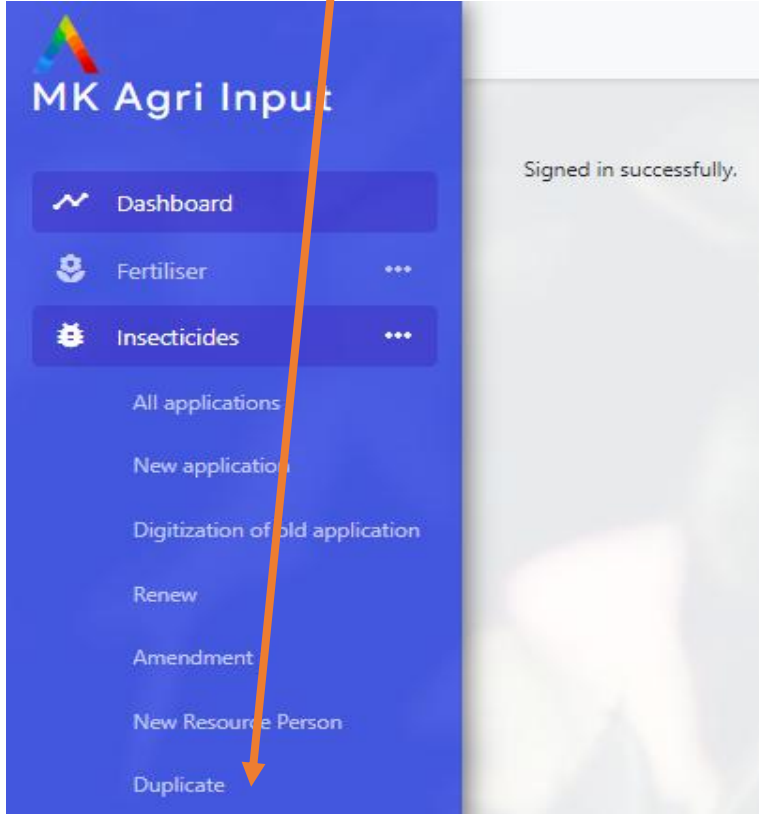 MK Agri Input
Signed in successfully.
Dashboard
Fertiliser
Insecticides
All applications
New application
Digitization of old application
Renew
Amendment
New Resource Person
Duplicate